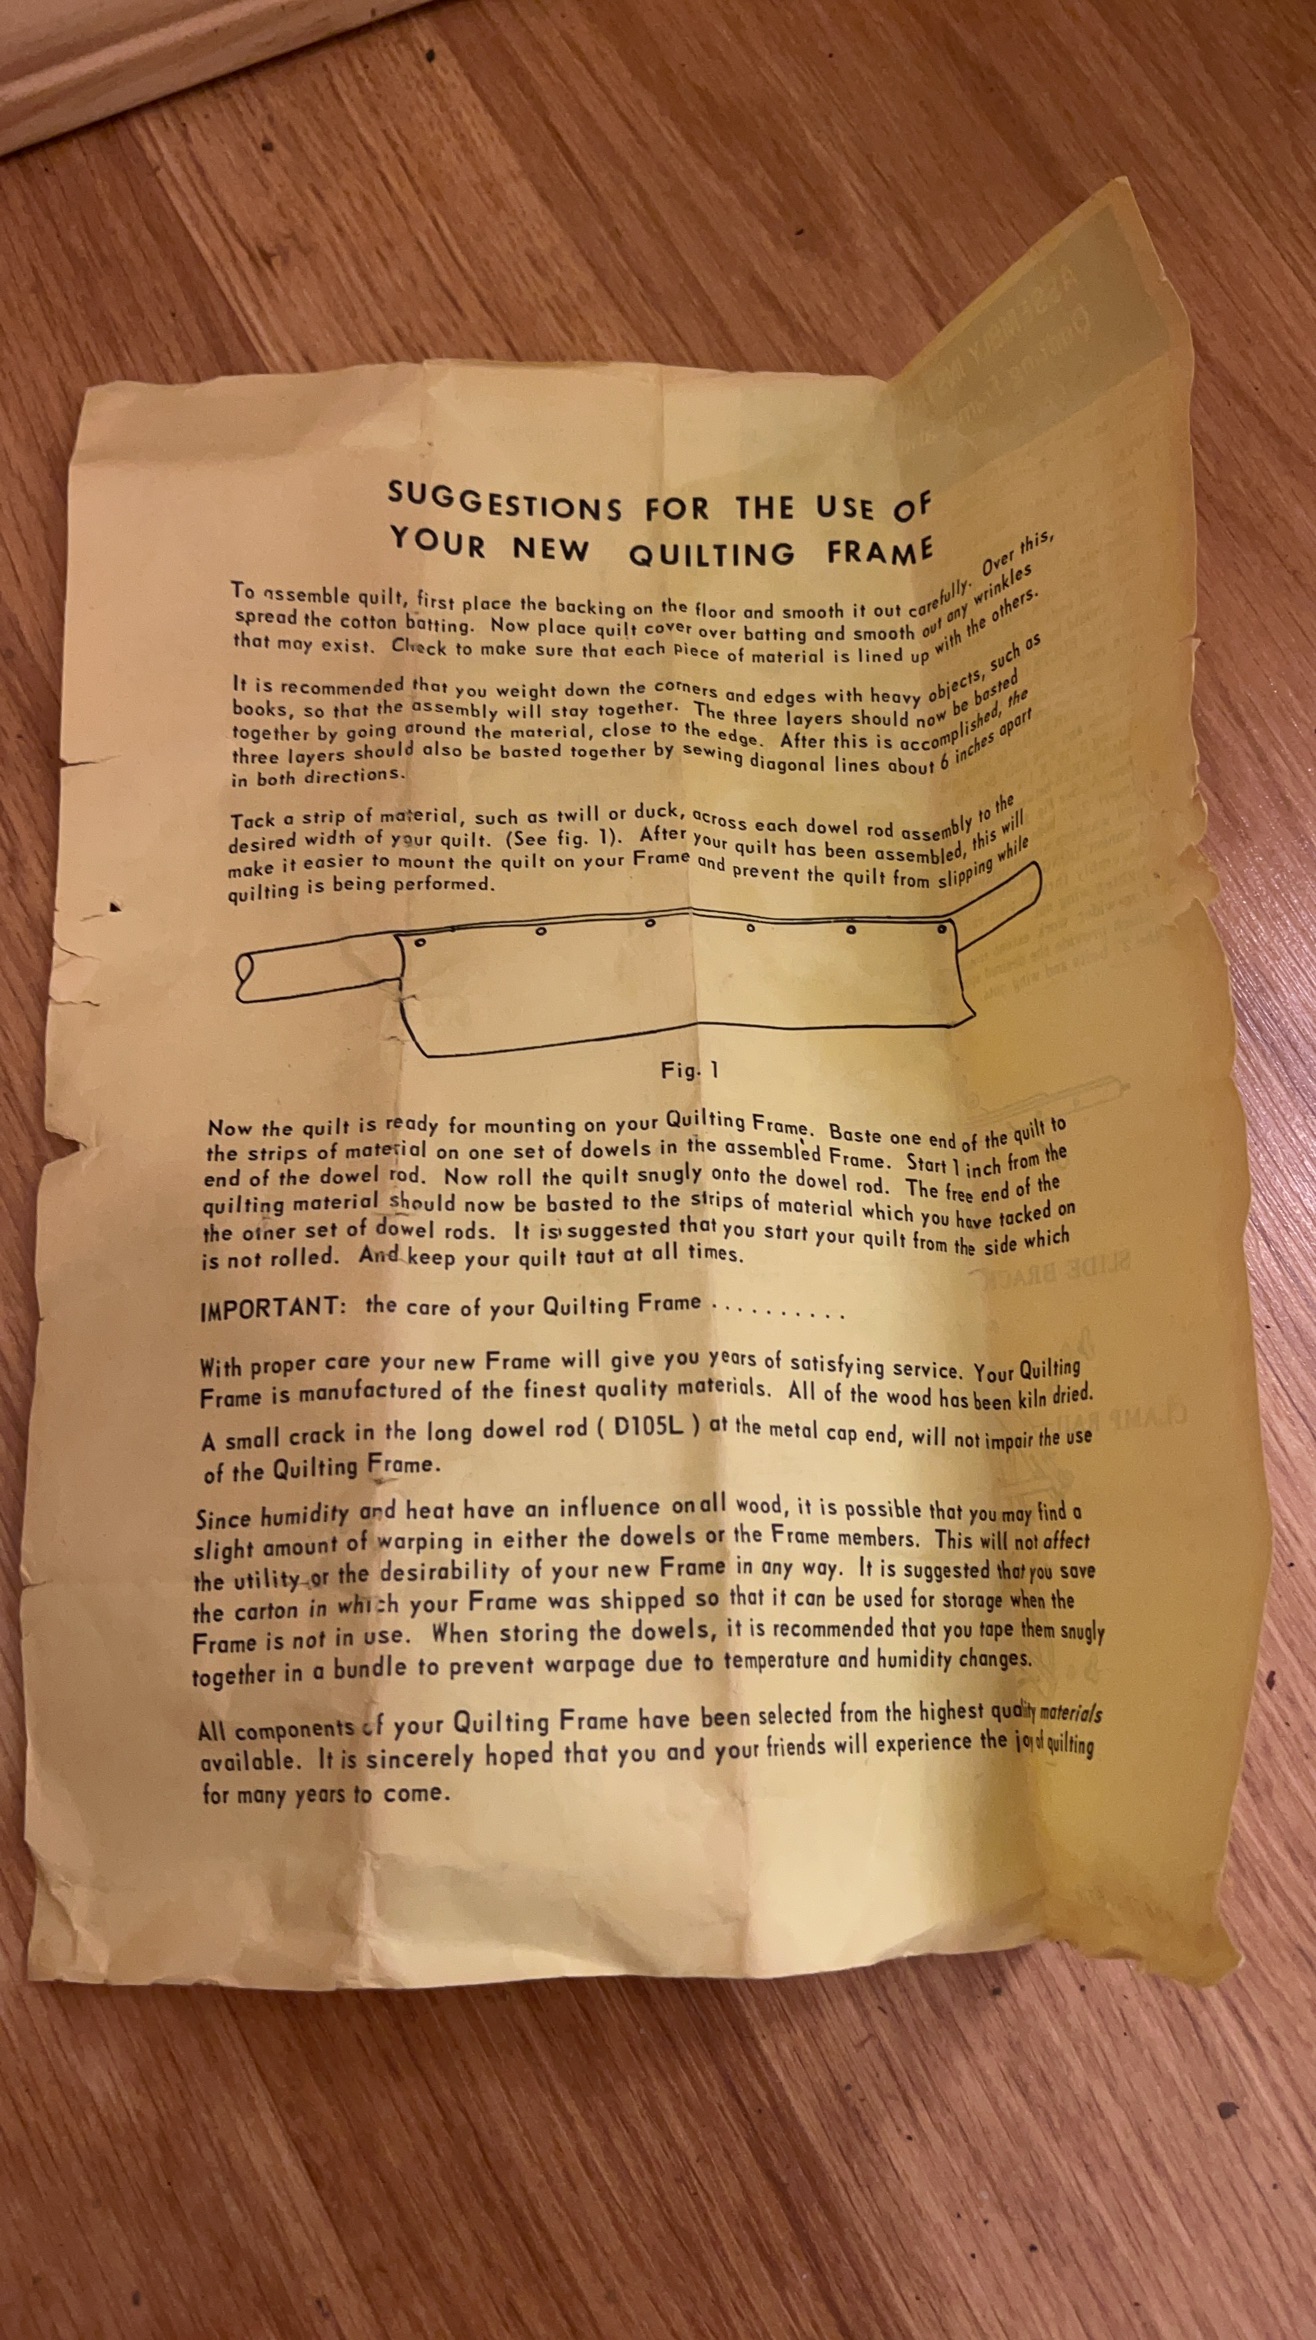 SUGGESTIONS FOR THE USE OF
YOUR NEW QUILTING FRAME
To assemble quilt, first place the backing on the floor and smooth it out carefully. Over this,
spread the cotton batting. Now place quilt cover over batting and smooth out any wrinkles
that may exist. Check to make sure that each piece of material is lined up with the others.
It is recommended that you weight down the corners and edges with heavy objects, such as
books, so that the assembly will stay together. The three layers should now be basted
together by going around the material, close to the edge. After this is accomplished, the
three layers should also be basted together by sewing diagonal lines about 6 inches apart
in both directions.
Tack a strip of material, such as twill or duck, across each dowel rod assembly to the
desired width of your quilt. (See fig. 1). After your quilt has been assembled, this will
make it easier to mount the quilt on your Frame and prevent the quilt from slipping while
quilting is being performed.
Fig. 1
Now the quilt is ready for mounting on your Quilting Frame. Baste one end of the quilt to
the strips of material on one set of dowels in the assembled Frame. Start 1 inch from the
end of the dowel rod. Now roll the quilt snugly onto the dowel rod. The free end of the
quilting material should now be basted to the strips of material which you have tacked on
the other set of dowel rods. It is suggested that you start your quilt from the side which
is not rolled. And keep your quilt taut at all times.
IMPORTANT: the care of your Quilting Frame . . . . . . . . . .
With proper care your new Frame will give you years of satisfying service. Your Quilting
Frame is manufactured of the finest quality materials. All of the wood has been kiln dried.
A small crack in the long dowel rod ( D105L ) at the metal cap end, will not impair the use
of the Quilting Frame.
Since humidity and heat have an influence on all wood, it is possible that you may find a
slight amount of warping in either the dowels or the Frame members. This will not affect
the utility or the desirability of your new Frame in any way. It is suggested that you save
the carton in which your Frame was shipped so that it can be used for storage when the
Frame is not in use. When storing the dowels, it is recommended that you tape them snugly
together in a bundle to prevent warpage due to temperature and humidity changes.
All components of your Quilting Frame have been selected from the highest quality materials
available. It is sincerely hoped that you and your friends will experience the joy of quilting
for many years to come.